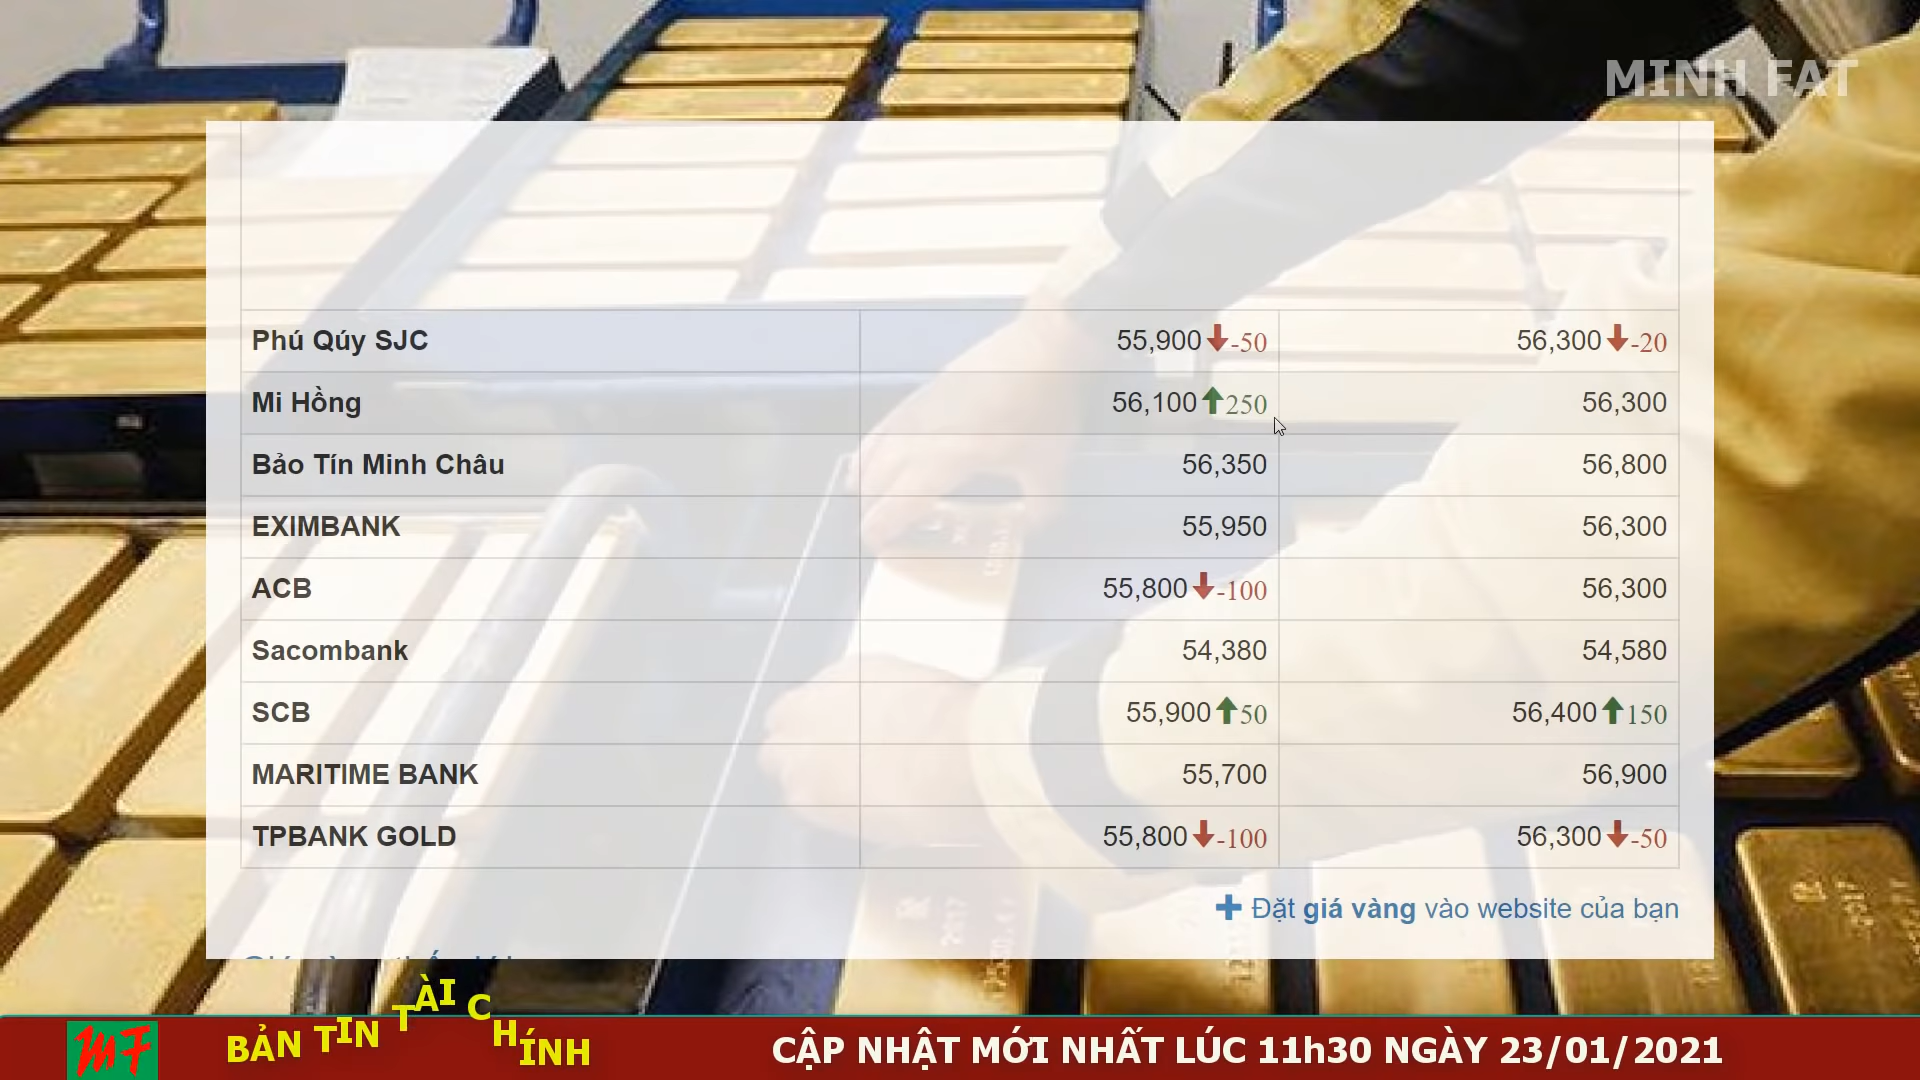 MINH FAT
Phú Qúy SJC 55,900 -50 56,300 -20
Mi Hồng 56,100 250 56,300
Bảo Tín Minh Châu 56,350 56,800
EXIMBANK 55,950 56,300
ACB 55,800 -100 56,300
Sacombank 54,380 54,580
SCB 55,900 50 56,400 150
MARITIME BANK 55,700 56,900
TPBANK GOLD 55,800 -100 56,300 -50
Đặt giá vàng vào website của bạn
MF BẢN TIN TÀI CHÍNH CẬP NHẬT MỚI NHẤT LÚC 11h30 NGÀY 23/01/2021